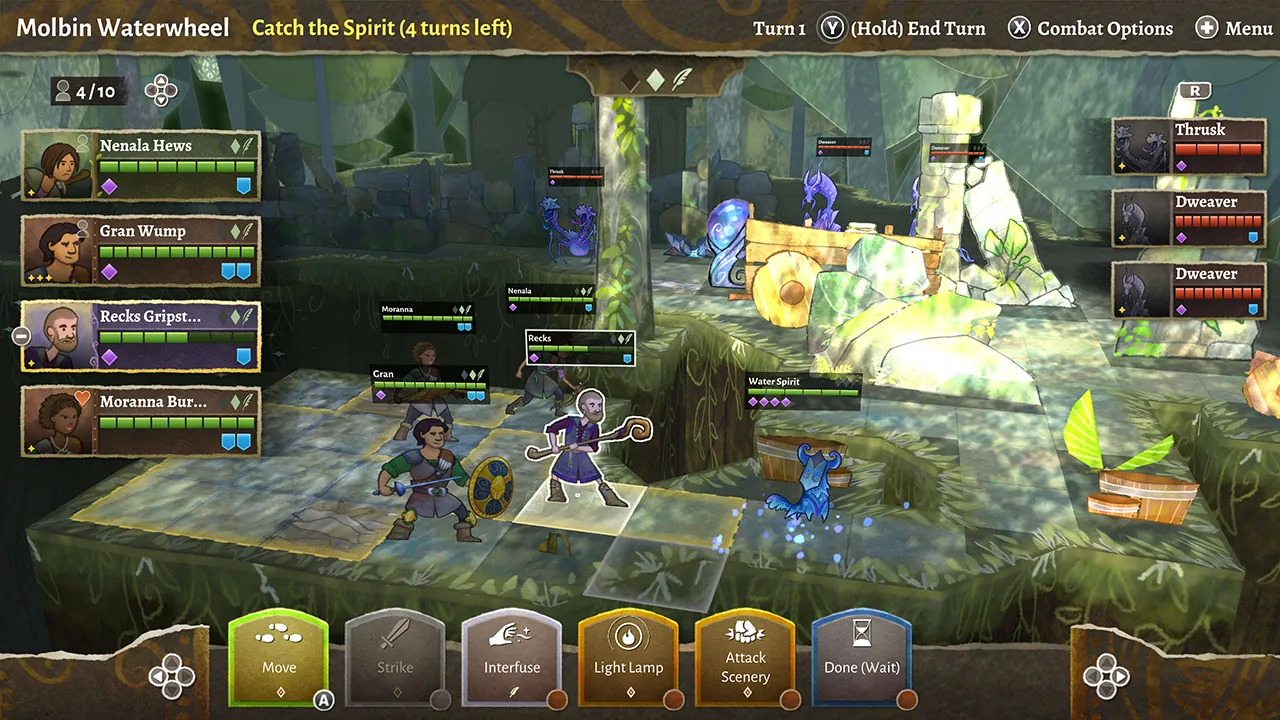 Molbin Waterwheel
Catch the Spirit (4 turns left)
Turn 1
Y
(Hold) End Turn
X
Combat Options
Menu
4/10
R
Nenala Hews
Gran Wump
Recks Gripst...
Moranna Bur...
Thrusk
Dweaver
Dweaver
Thrusk
Dweaver
Dweaver
Moranna
Nenala
Recks
Gran
Water Spirit
Move
A
Strike
Interfuse
Light Lamp
Attack
Scenery
Done (Wait)